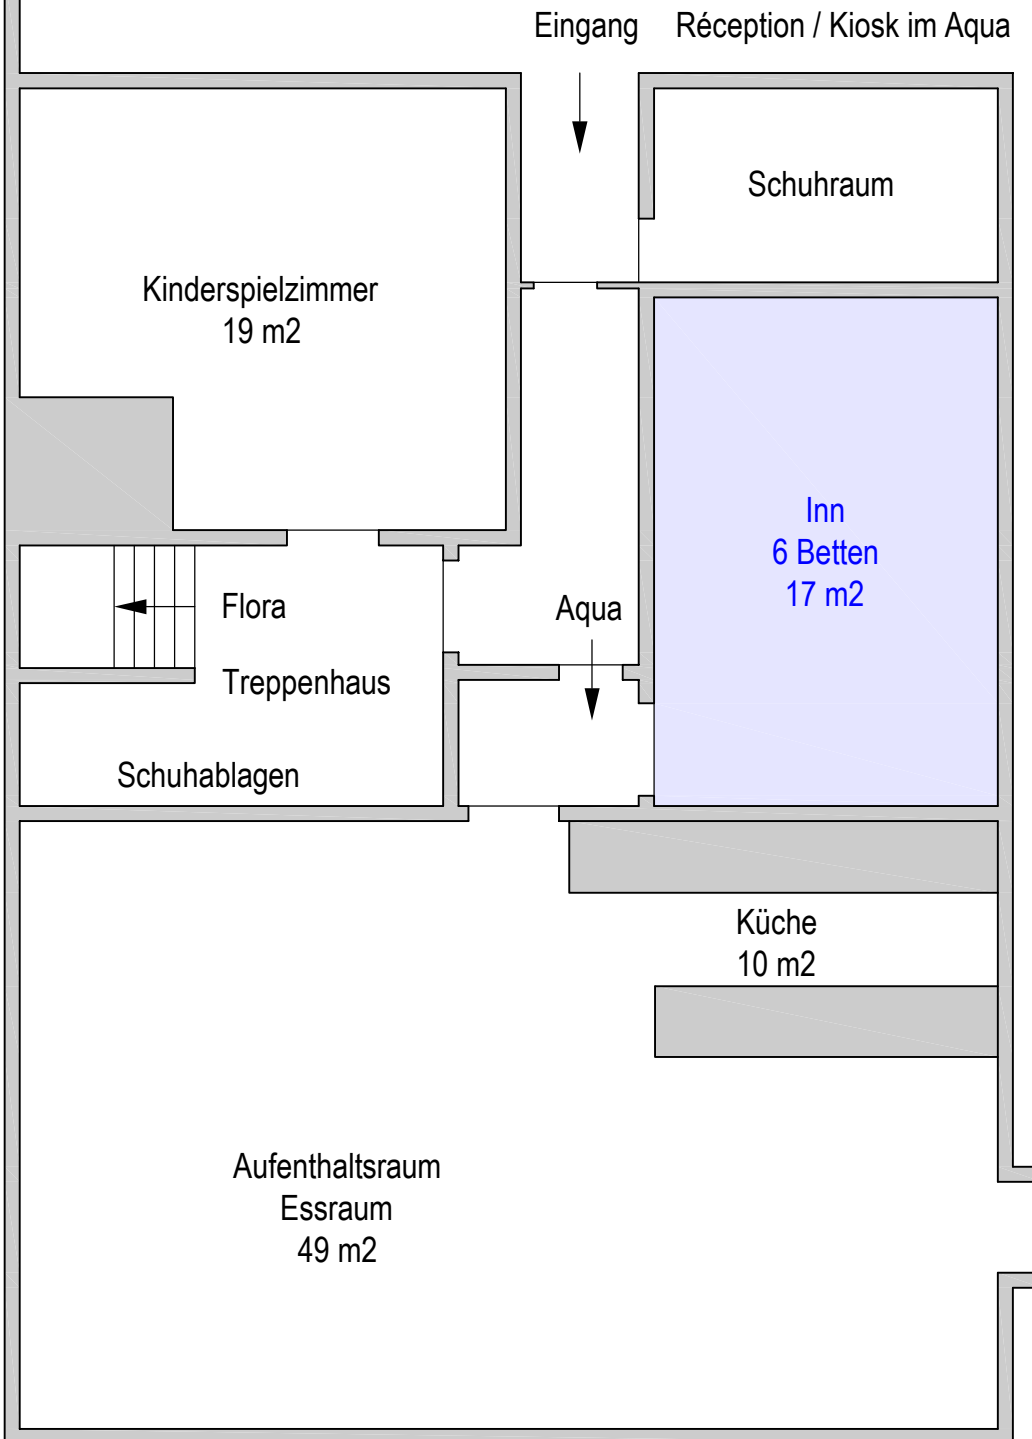 Eingang
Réception / Kiosk im Aqua
Schuhraum
Kinderspielzimmer
19 m2
Inn
6 Betten
17 m2
Flora
Aqua
Treppenhaus
Schuhablagen
Küche
10 m2
Aufenthaltsraum
Essraum
49 m2